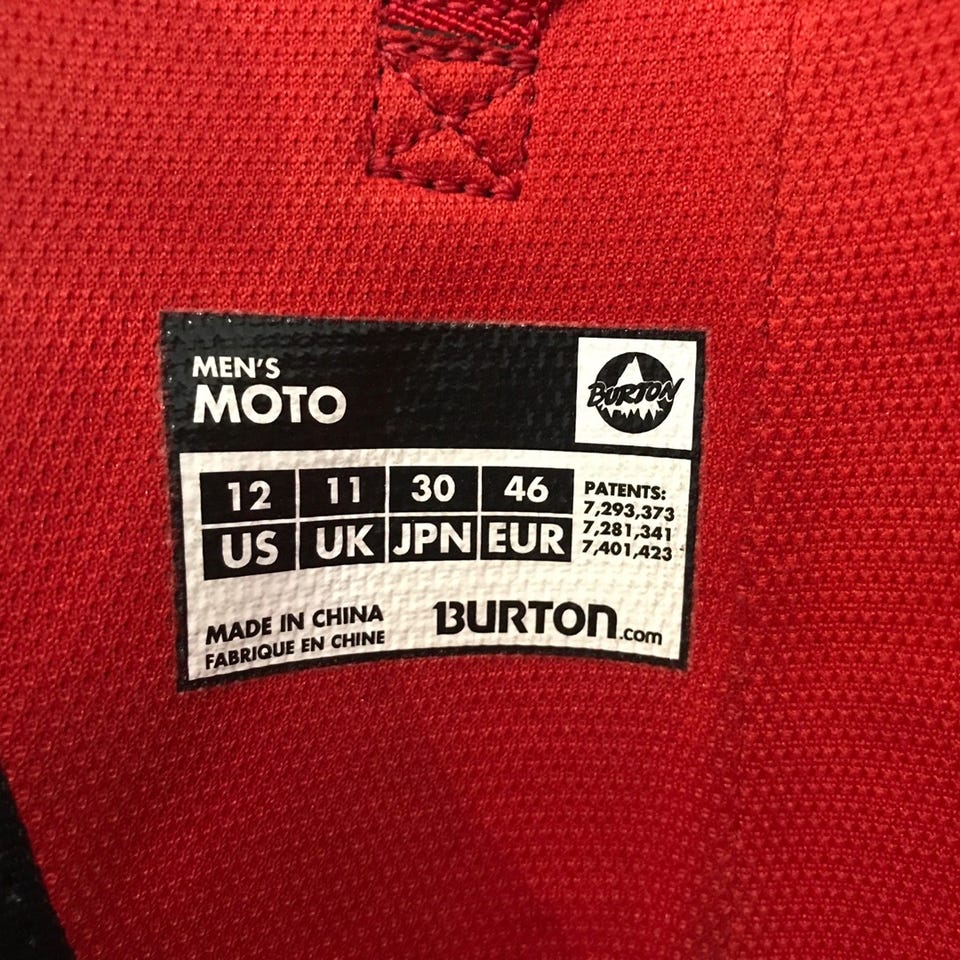 MEN'S
MOTO
BURTON
12 11 30 46
US UK JPN EUR
PATENTS:
7,293,373
7,281,341
7,401,423
MADE IN CHINA
FABRIQUE EN CHINE
BURTON.com